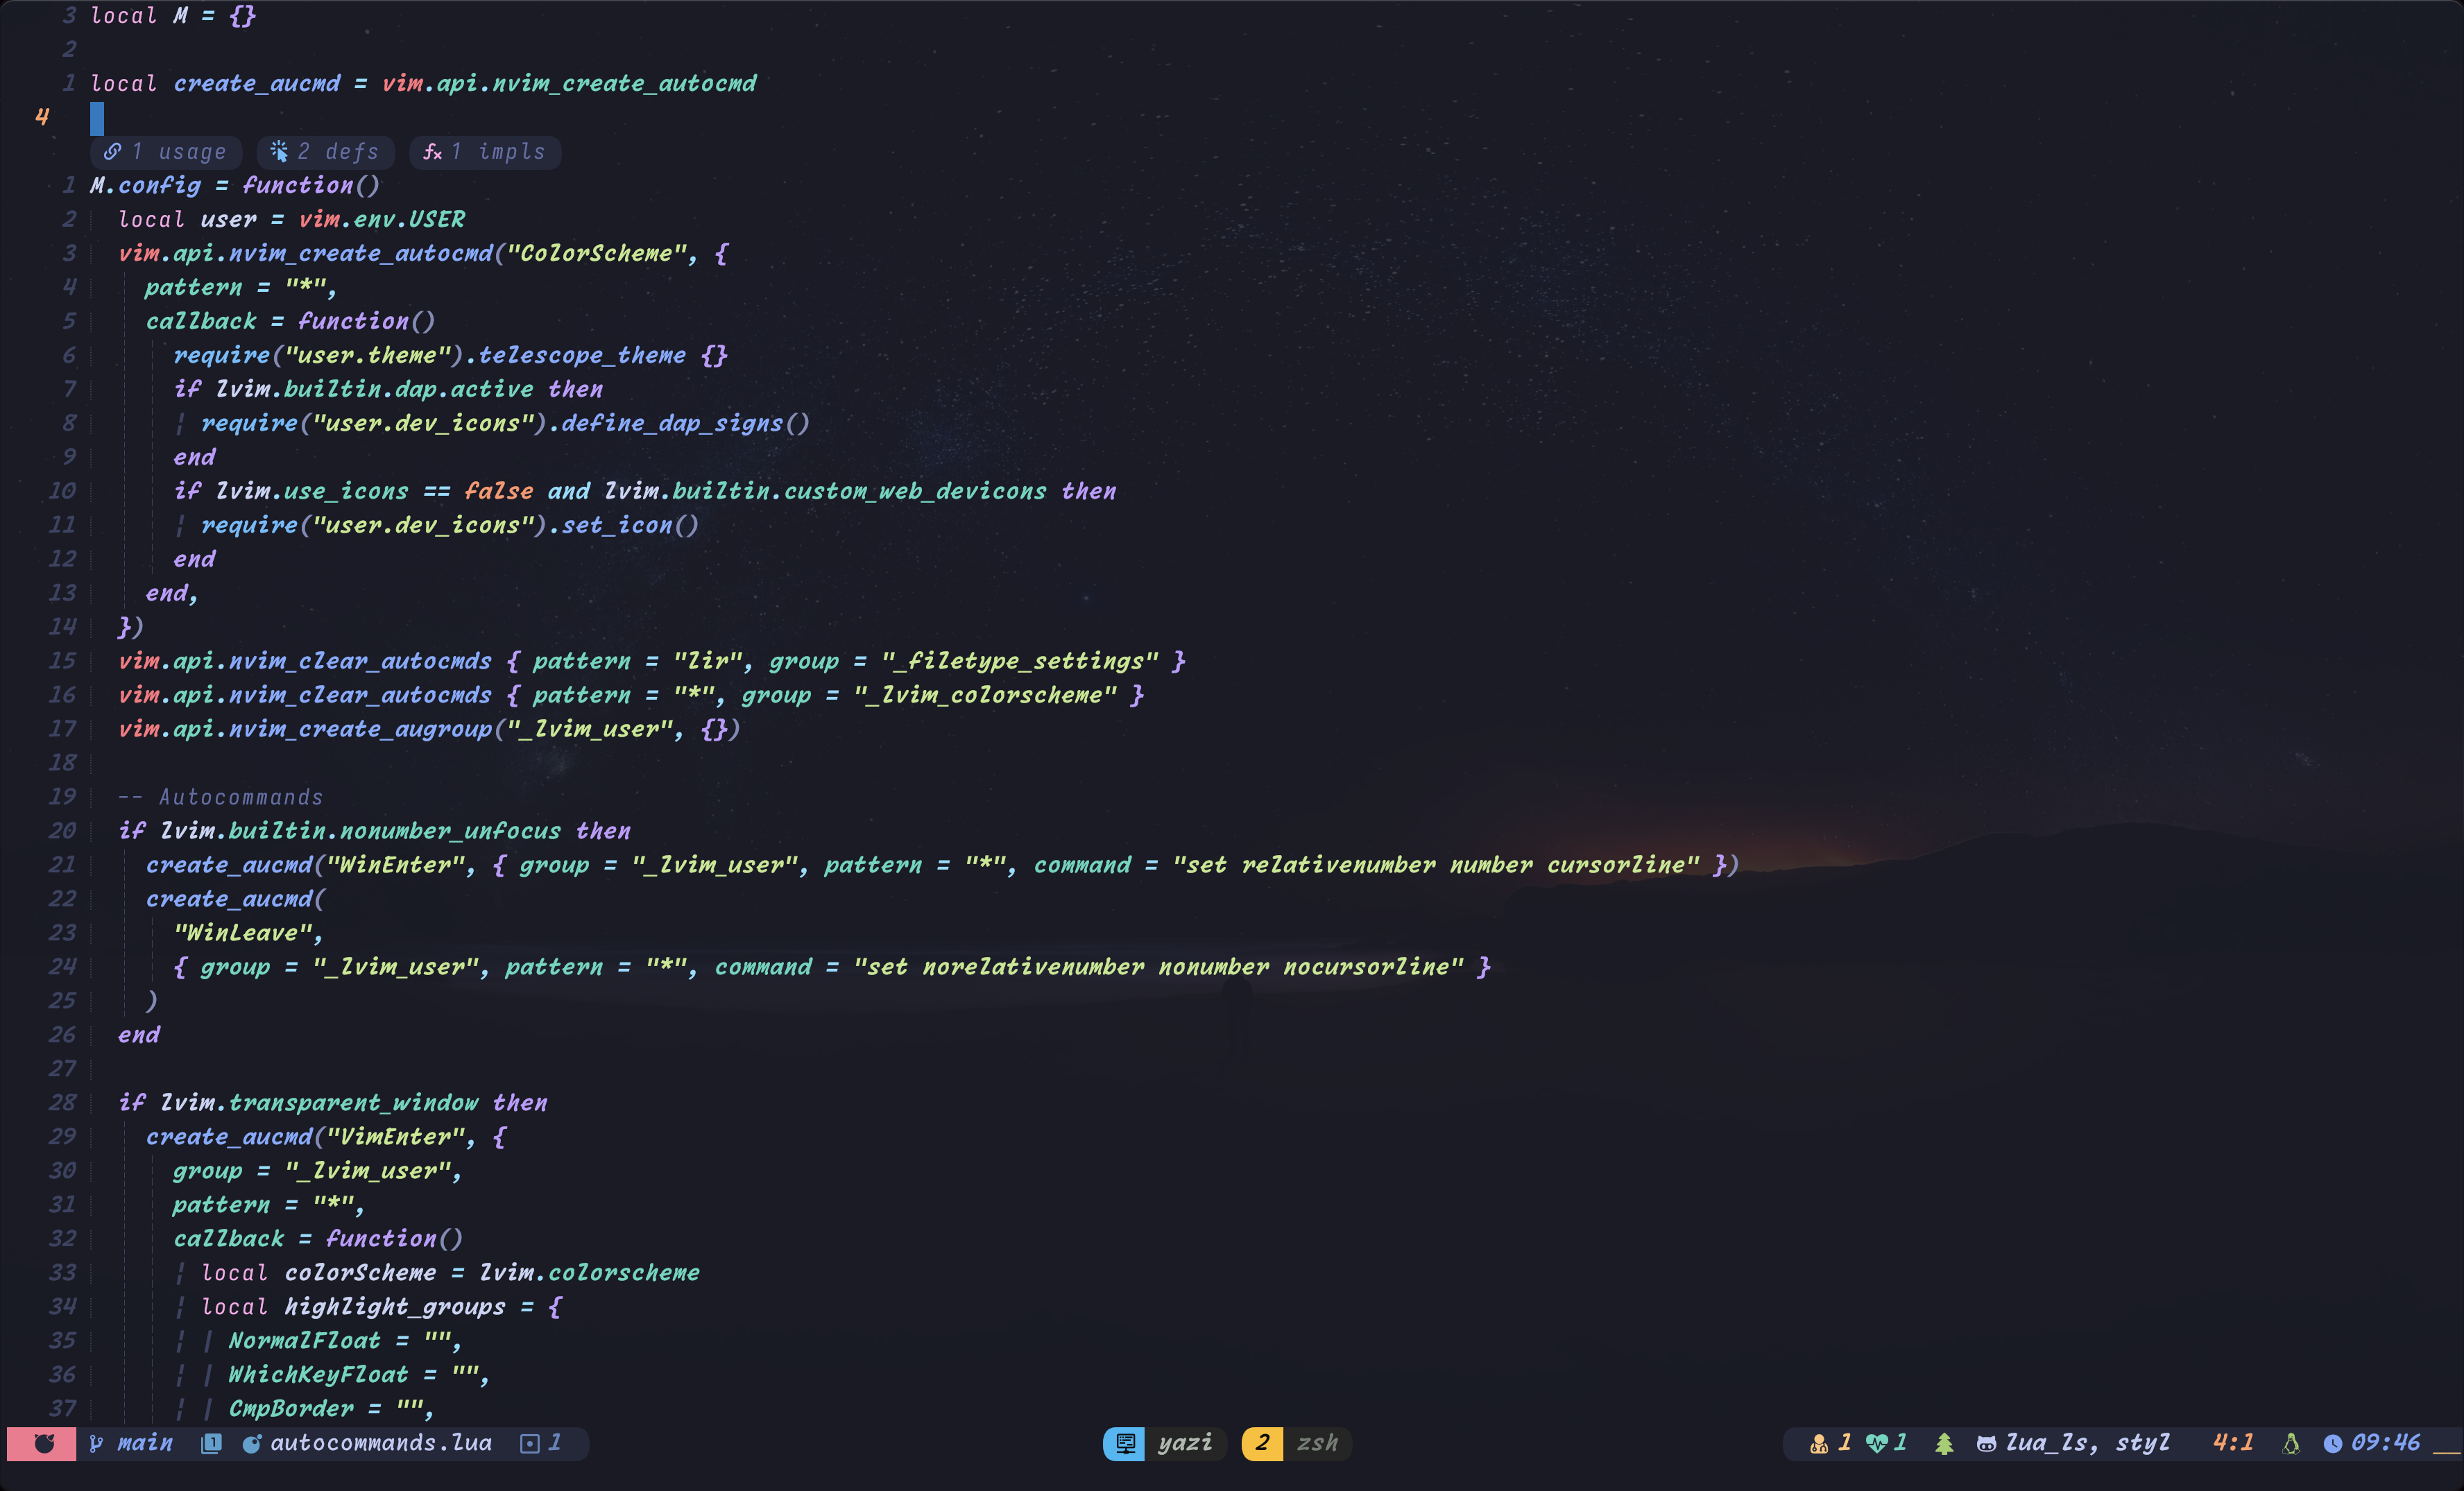 3 local M = {}
2
1 local create_aucmd = vim.api.nvim_create_autocmd
4
1 usage 2 defs 1 impls
1 M.config = function()
2 local user = vim.env.USER
3 vim.api.nvim_create_autocmd("ColorScheme", {
4 pattern = "*",
5 callback = function()
6 require("user.theme").telescope_theme {}
7 if lvim.builtin.dap.active then
8 ¦ require("user.dev_icons").define_dap_signs()
9 end
10 if lvim.use_icons == false and lvim.builtin.custom_web_devicons then
11 ¦ require("user.dev_icons").set_icon()
12 end
13 end,
14 })
15 vim.api.nvim_clear_autocmds { pattern = "lir", group = "_filetype_settings" }
16 vim.api.nvim_clear_autocmds { pattern = "*", group = "_lvim_colorscheme" }
17 vim.api.nvim_create_augroup("_lvim_user", {})
18
19 -- Autocommands
20 if lvim.builtin.nonumber_unfocus then
21 create_aucmd("WinEnter", { group = "_lvim_user", pattern = "*", command = "set relativenumber number cursorline" })
22 create_aucmd(
23 "WinLeave",
24 { group = "_lvim_user", pattern = "*", command = "set norelativenumber nonumber nocursorline" }
25 )
26 end
27
28 if lvim.transparent_window then
29 create_aucmd("VimEnter", {
30 group = "_lvim_user",
31 pattern = "*",
32 callback = function()
33 ¦ local colorScheme = lvim.colorscheme
34 ¦ local highlight_groups = {
35 ¦ | NormalFloat = "",
36 ¦ | WhichKeyFloat = "",
37 ¦ | CmpBorder = "",
main 1 autocommands.lua 1 yazi 2 zsh 1 1 lua_ls, styl 4:1 09:46 __